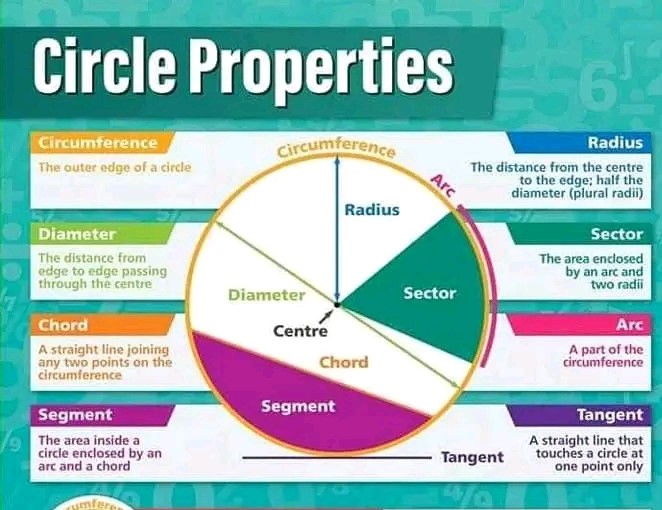 Circle Properties
Circumference
The outer edge of a circle
Diameter
The distance from
edge to edge passing
through the centre
Chord
A straight line joining
any two points on the
circumference
Segment
The area inside a
circle enclosed by an
arc and a chord
Circumference
Arc
Radius
Diameter
Sector
Centre
Chord
Segment
Tangent
Radius
The distance from the centre
to the edge; half the
diameter (plural radii)
Sector
The area enclosed
by an arc and
two radii
Arc
A part of the
circumference
Tangent
A straight line that
touches a circle at
one point only